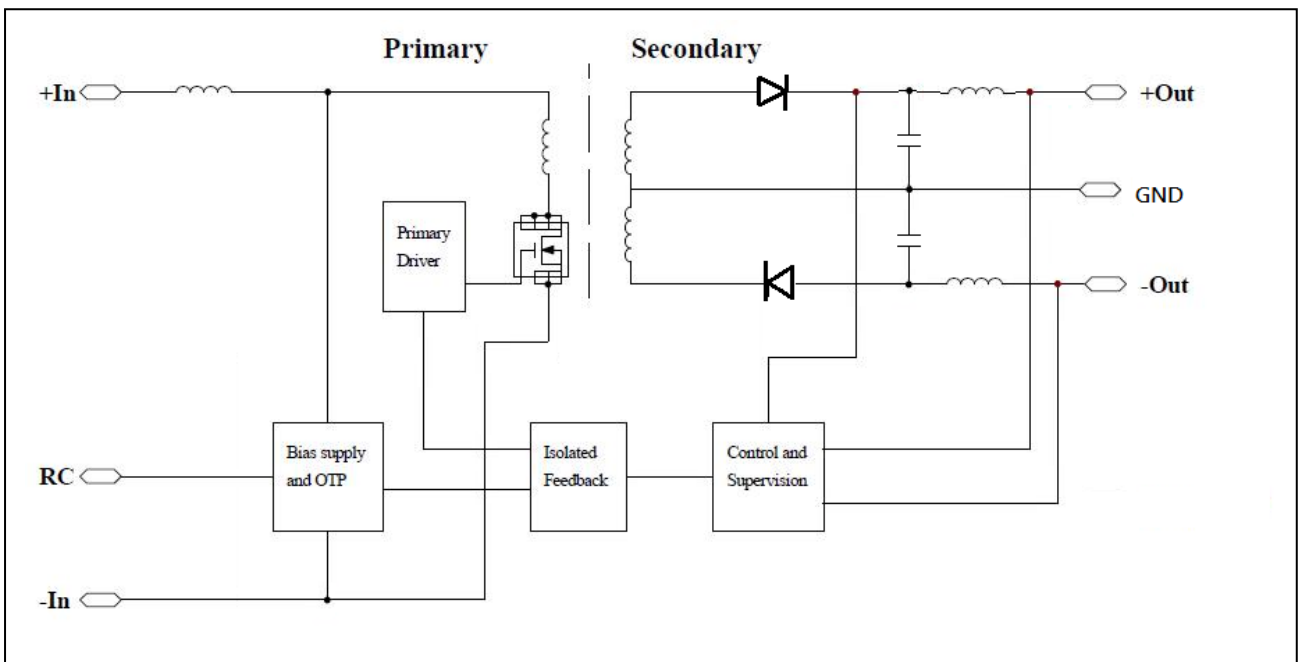 Primary
Secondary
+In
+Out
GND
Primary
Driver
-Out
Bias supply
and OTP
Isolated
Feedback
Control and
Supervision
RC
-In